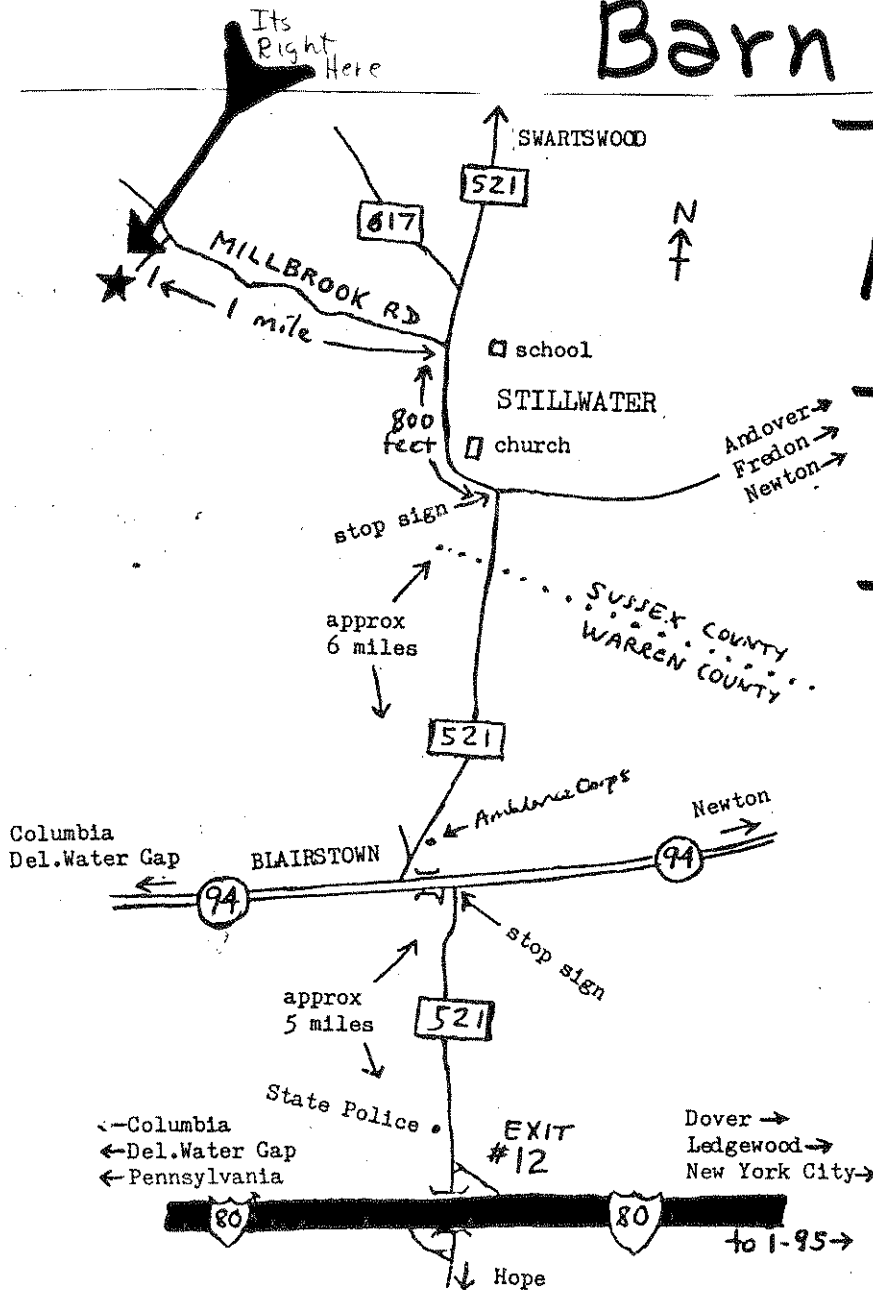 Barn
Its
Right
Here
SWARTSWOOD
521
617
N
MILLBROOK RD
1 mile
school
STILLWATER
800
feet
church
Andover
Fredon
Newton
stop sign
approx
6 miles
SUSSEX COUNTY
WARREN COUNTY
521
Ambulance Corps
Newton
Columbia
Del.Water Gap
BLAIRSTOWN
94
94
stop sign
approx
5 miles
521
State Police
EXIT
#12
Columbia
Del.Water Gap
Pennsylvania
Dover
Ledgewood
New York City
80
80
to I-95
Hope